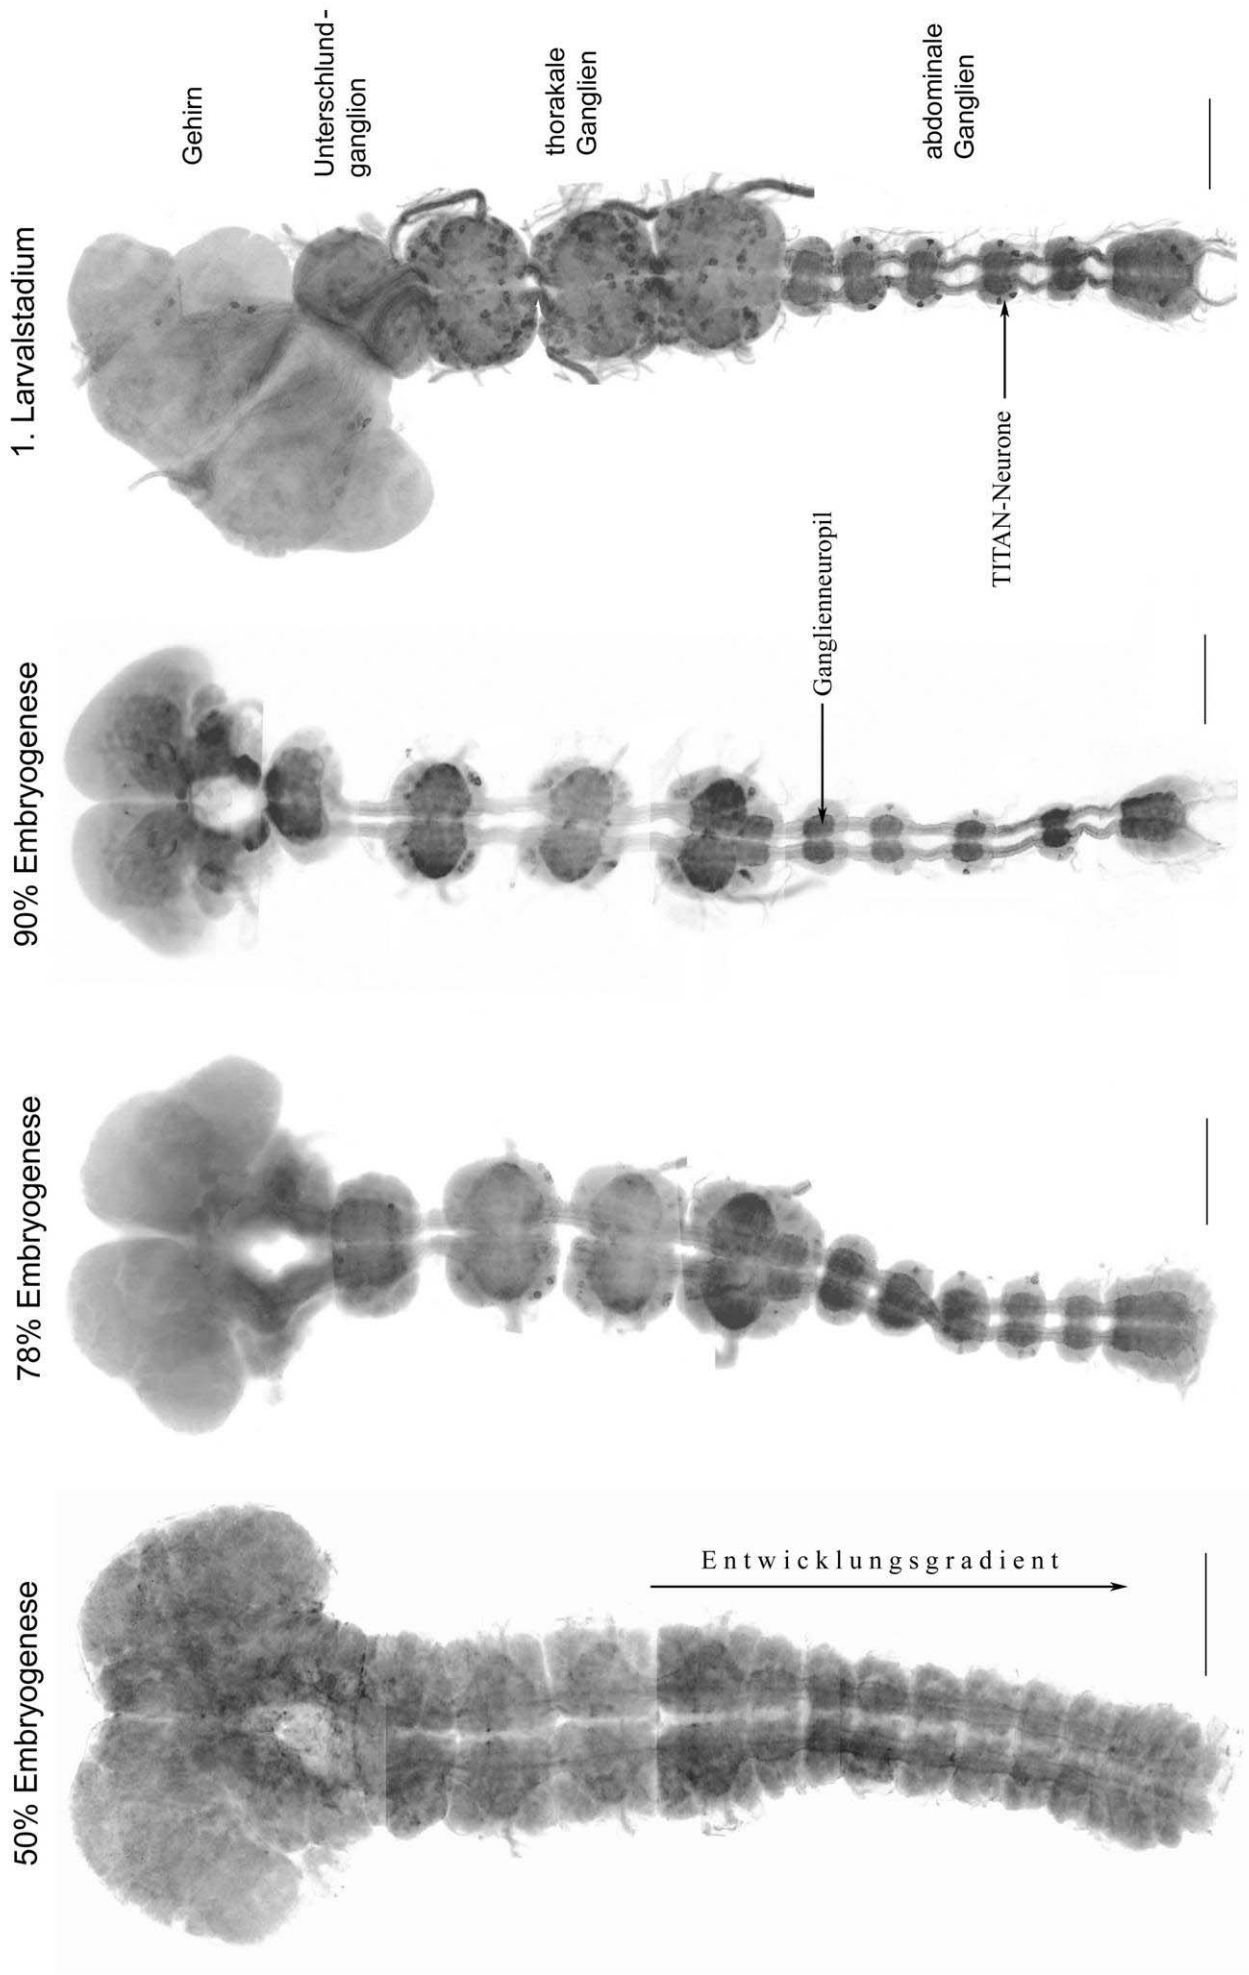 50% Embryogenese
78% Embryogenese
90% Embryogenese
1. Larvalstadium
Gehirn
Unterschlund-
ganglion
thorakale
Ganglien
abdominale
Ganglien
Entwicklungsgradient
Ganglienneuropil
TITAN-Neurone